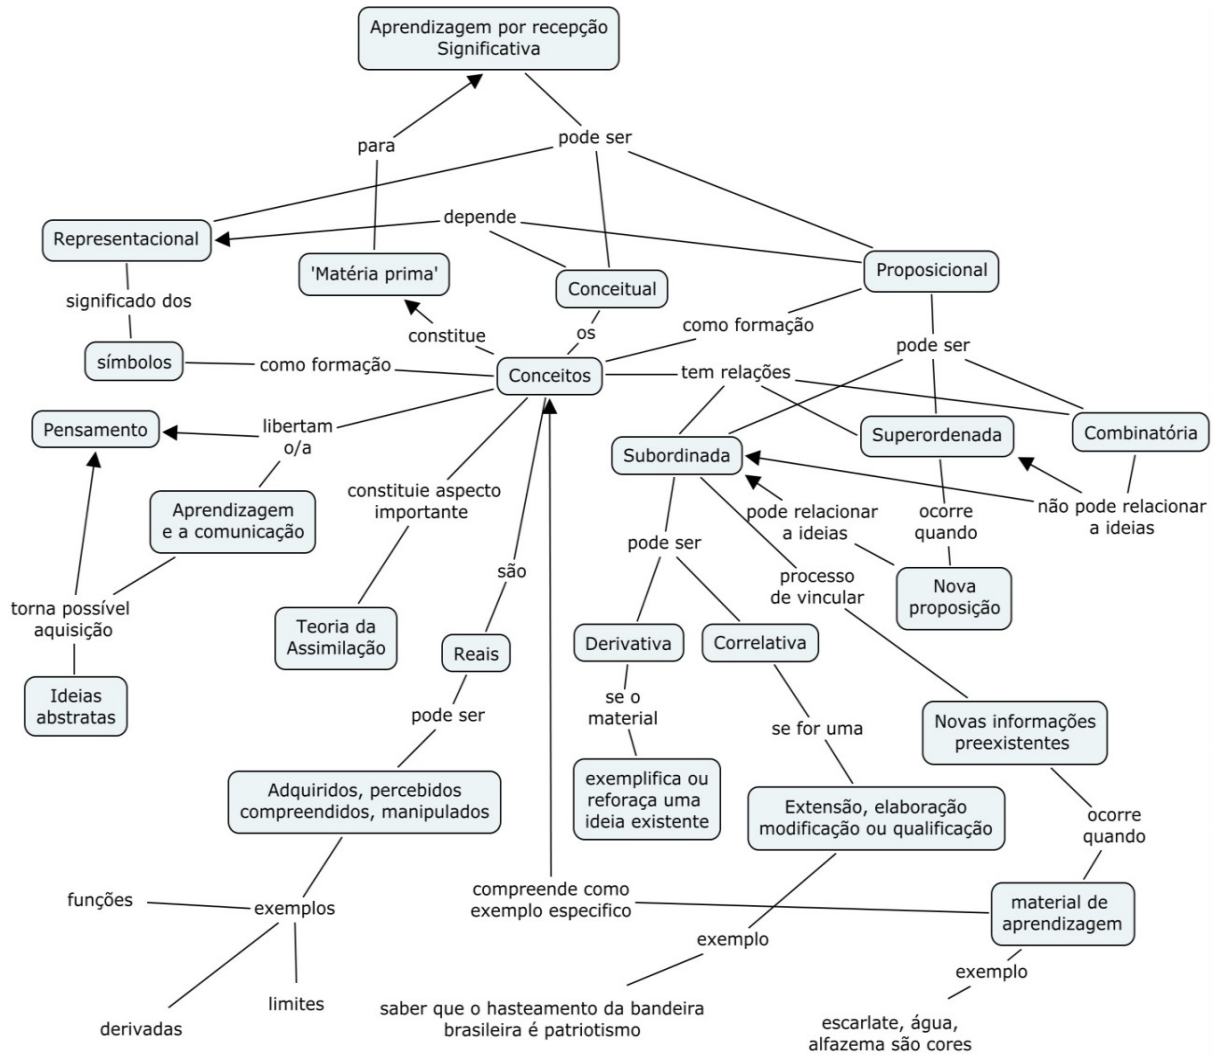 Aprendizagem por recepção
Significativa
para
pode ser
depende
Representacional
'Matéria prima'
Conceitual
Proposicional
significado dos
constitue
os
como formação
símbolos
como formação
Conceitos
tem relações
pode ser
Pensamento
libertam
o/a
Subordinada
Superordenada
Combinatória
Aprendizagem
e a comunicação
constituie aspecto
importante
pode relacionar
a ideias
ocorre
quando
não pode relacionar
a ideias
são
pode ser
processo
de vincular
Nova
proposição
torna possível
aquisição
Teoria da
Assimilação
Reais
Derivativa
Correlativa
Ideias
abstratas
pode ser
se o
material
se for uma
Novas informações
preexistentes
Adquiridos, percebidos
compreendidos, manipulados
exemplifica ou
reforaça uma
ideia existente
Extensão, elaboração
modificação ou qualificação
ocorre
quando
funções
exemplos
compreende como
exemplo especifico
material de
aprendizagem
exemplo
exemplo
derivadas
limites
saber que o hasteamento da bandeira
brasileira é patriotismo
escarlate, água,
alfazema são cores